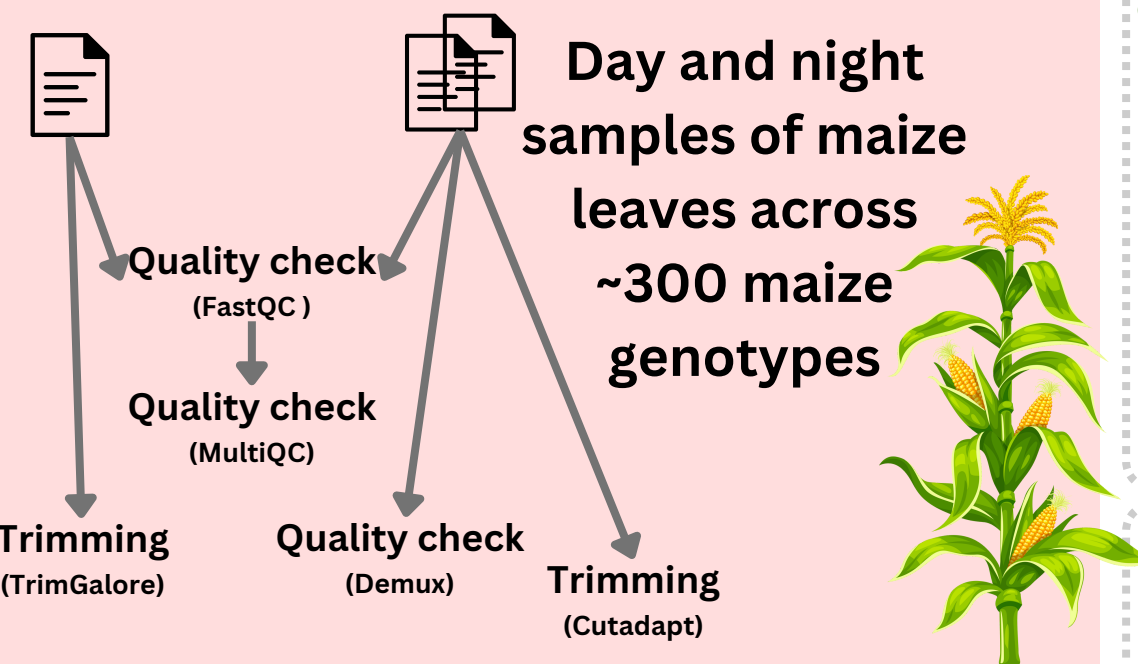 Day and night
samples of maize
leaves across
~300 maize
genotypes
Quality check
(FastQC )
Quality check
(MultiQC)
Trimming
(TrimGalore)
Quality check
(Demux)
Trimming
(Cutadapt)